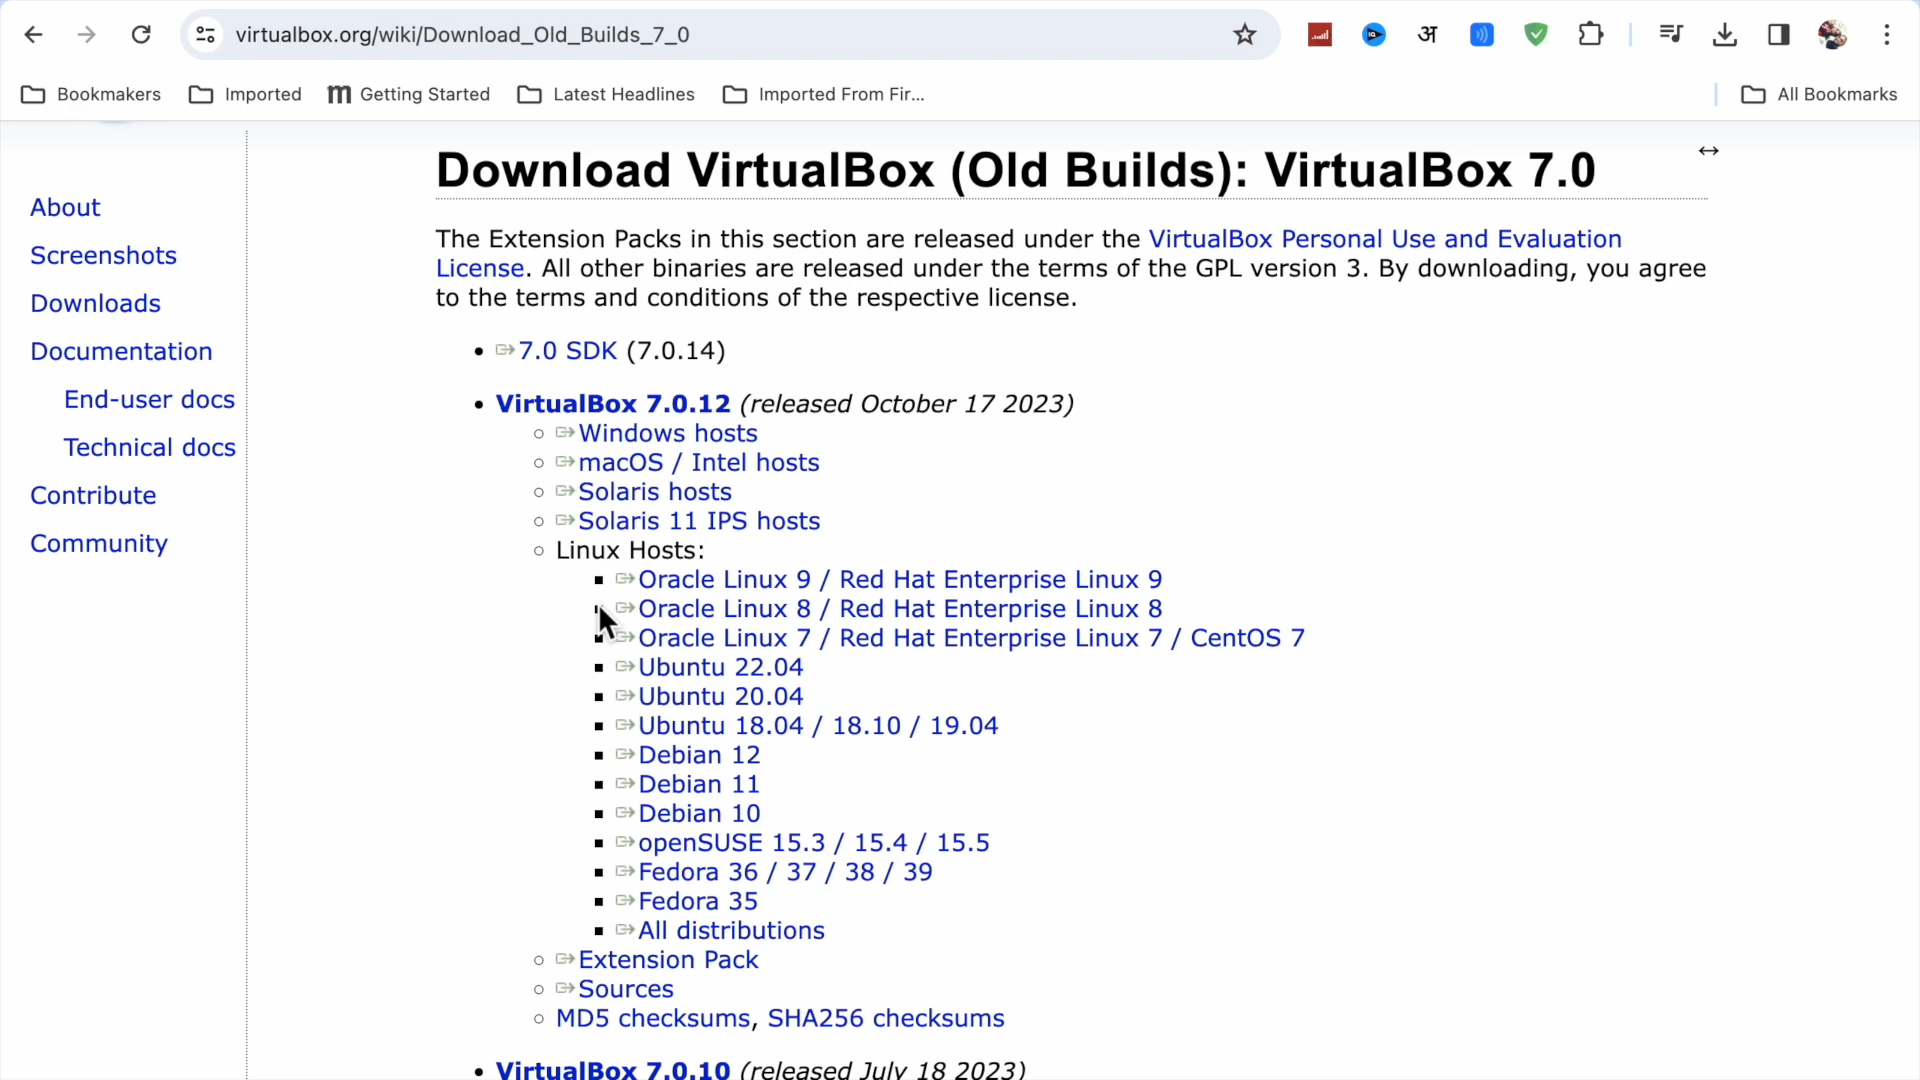 virtualbox.org/wiki/Download_Old_Builds_7_0
अ
Bookmakers
Imported
Getting Started
Latest Headlines
Imported From Fir...
All Bookmarks
About
Screenshots
Downloads
Documentation
End-user docs
Technical docs
Contribute
Community
Download VirtualBox (Old Builds): VirtualBox 7.0
The Extension Packs in this section are released under the VirtualBox Personal Use and Evaluation
License. All other binaries are released under the terms of the GPL version 3. By downloading, you agree
to the terms and conditions of the respective license.
7.0 SDK (7.0.14)
VirtualBox 7.0.12 (released October 17 2023)
Windows hosts
macOS / Intel hosts
Solaris hosts
Solaris 11 IPS hosts
Linux Hosts:
Oracle Linux 9 / Red Hat Enterprise Linux 9
Oracle Linux 8 / Red Hat Enterprise Linux 8
Oracle Linux 7 / Red Hat Enterprise Linux 7 / CentOS 7
Ubuntu 22.04
Ubuntu 20.04
Ubuntu 18.04 / 18.10 / 19.04
Debian 12
Debian 11
Debian 10
openSUSE 15.3 / 15.4 / 15.5
Fedora 36 / 37 / 38 / 39
Fedora 35
All distributions
Extension Pack
Sources
MD5 checksums, SHA256 checksums
VirtualBox 7.0.10 (released July 18 2023)